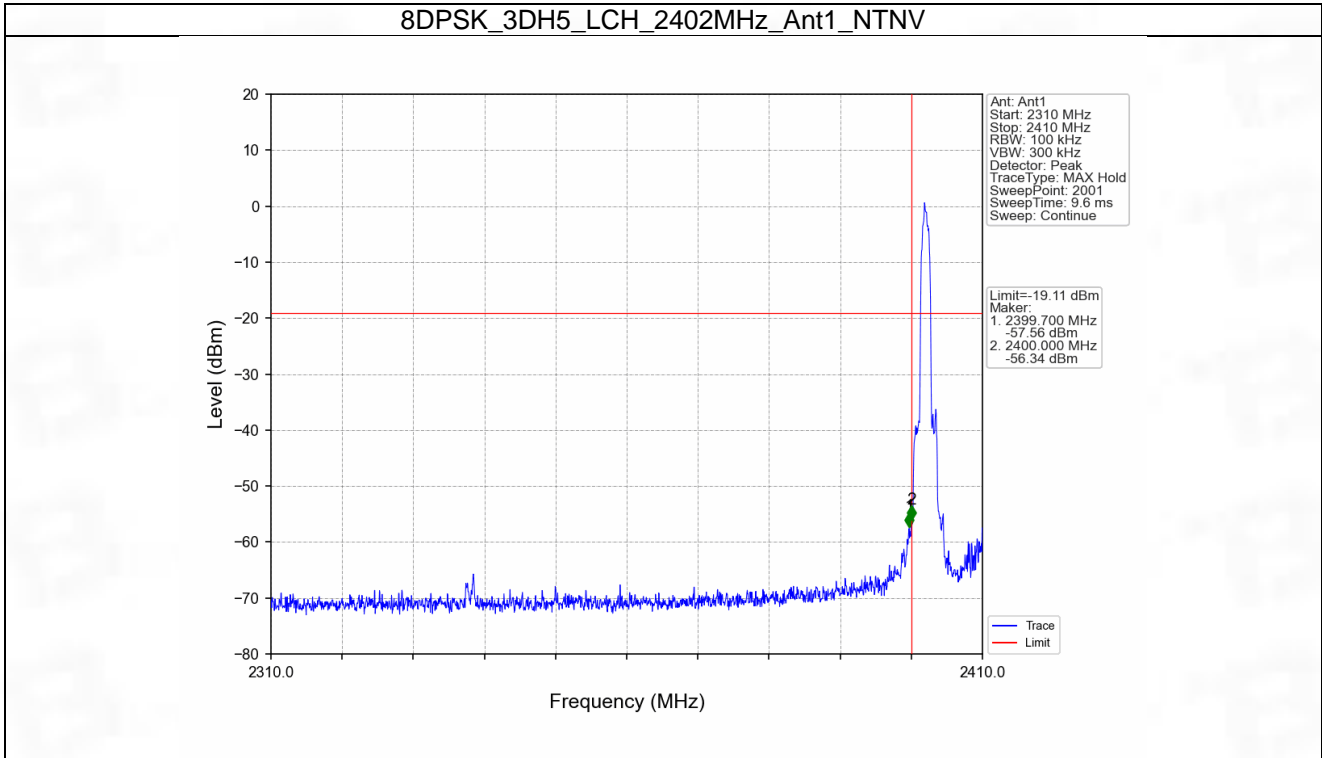 8DPSK_3DH5_LCH_2402MHz_Ant1_NTNV
20
10
0
−10
−20
−30
−40
−50
−60
−70
−80
Level (dBm)
2310.0
2410.0
Frequency (MHz)
2
Ant: Ant1
Start: 2310 MHz
Stop: 2410 MHz
RBW: 100 kHz
VBW: 300 kHz
Detector: Peak
TraceType: MAX Hold
SweepPoint: 2001
SweepTime: 9.6 ms
Sweep: Continue
Limit=-19.11 dBm
Maker:
1. 2399.700 MHz
-57.56 dBm
2. 2400.000 MHz
-56.34 dBm
Trace
Limit